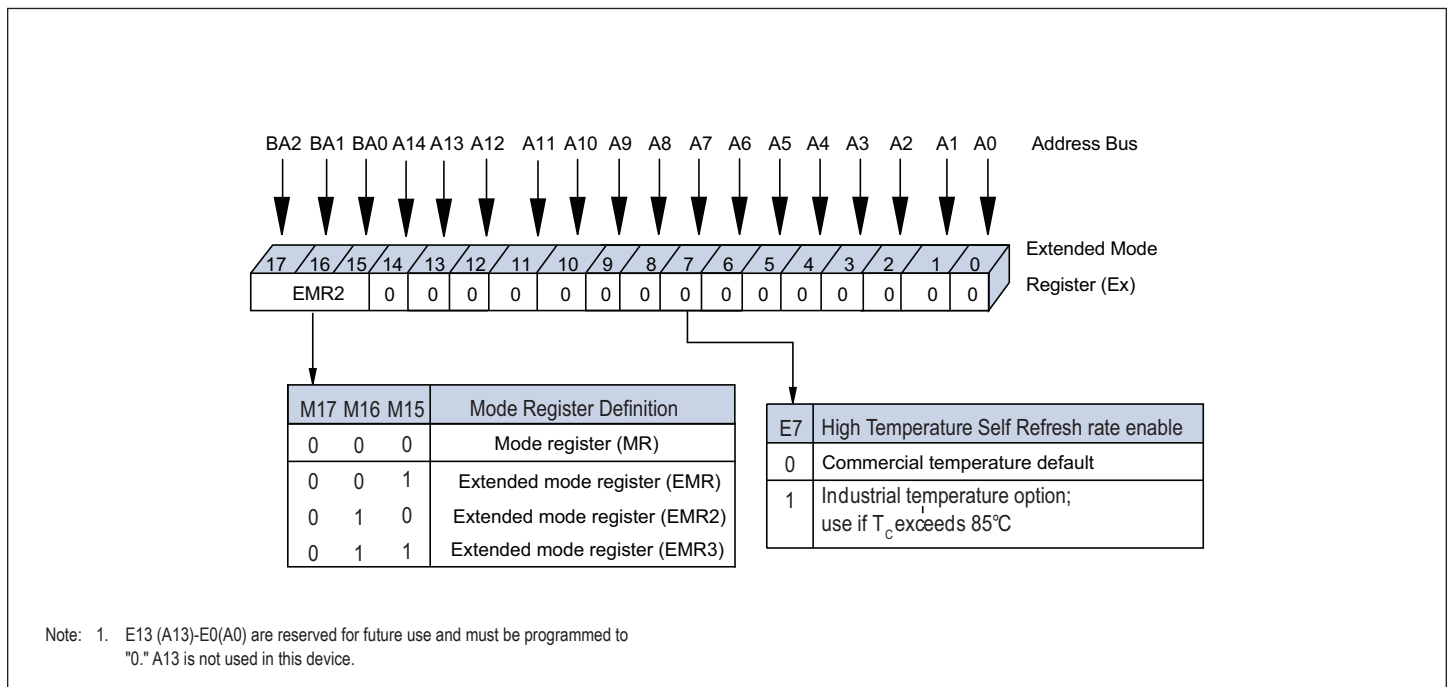 BA2 BA1 BA0 A14 A13 A12 A11 A10 A9 A8 A7 A6 A5 A4 A3 A2 A1 A0 Address Bus
17 16 15 14 13 12 11 10 9 8 7 6 5 4 3 2 1 0 Extended Mode
EMR2 0 0 0 0 0 0 0 0 0 0 0 0 0 0 0 Register (Ex)
M17 M16 M15 Mode Register Definition
0 0 0 Mode register (MR)
0 0 1 Extended mode register (EMR)
0 1 0 Extended mode register (EMR2)
0 1 1 Extended mode register (EMR3)
E7 High Temperature Self Refresh rate enable
0 Commercial temperature default
1 Industrial temperature option;
use if TC exceeds 85°C
Note: 1. E13 (A13)-E0(A0) are reserved for future use and must be programmed to
"0." A13 is not used in this device.